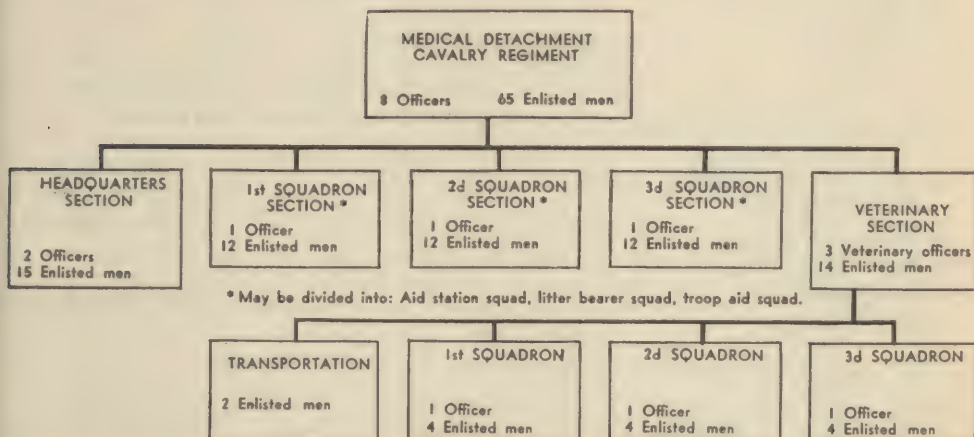 MEDICAL DETACHMENT
CAVALRY REGIMENT
8 Officers 65 Enlisted men
HEADQUARTERS
SECTION
2 Officers
15 Enlisted men
1st SQUADRON
SECTION *
1 Officer
12 Enlisted men
2d SQUADRON
SECTION *
1 Officer
12 Enlisted men
3d SQUADRON
SECTION *
1 Officer
12 Enlisted men
VETERINARY
SECTION
3 Veterinary officers
14 Enlisted men
* May be divided into: Aid station squad, litter bearer squad, troop aid squad.
TRANSPORTATION
2 Enlisted men
1st SQUADRON
1 Officer
4 Enlisted men
2d SQUADRON
1 Officer
4 Enlisted men
3d SQUADRON
1 Officer
4 Enlisted men